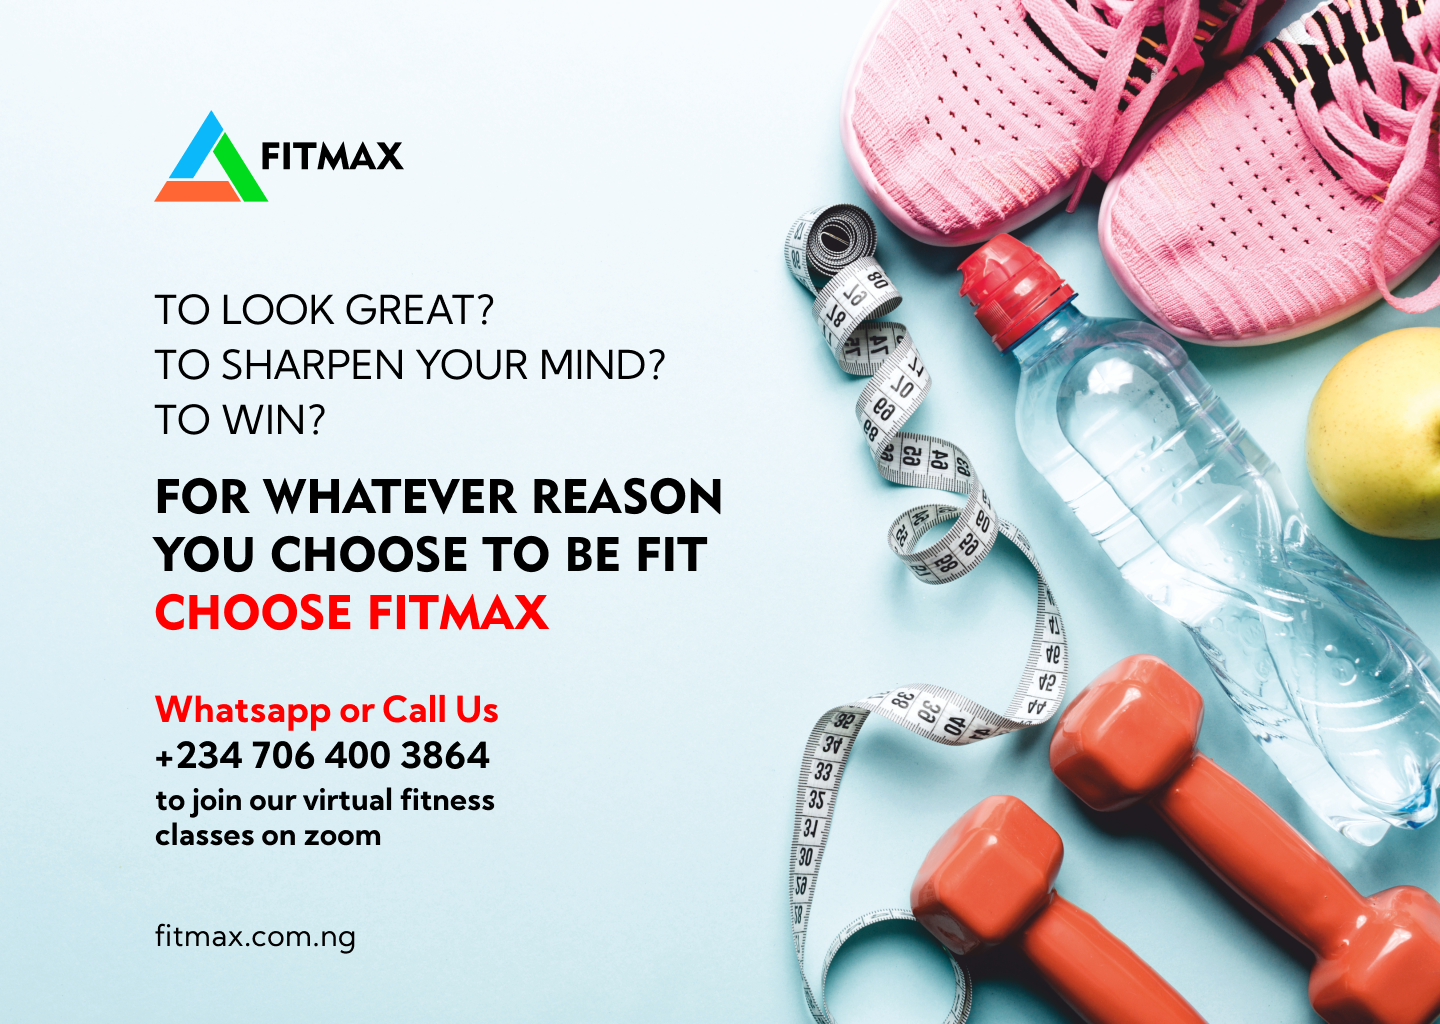 FITMAX
TO LOOK GREAT?
TO SHARPEN YOUR MIND?
TO WIN?
FOR WHATEVER REASON
YOU CHOOSE TO BE FIT
CHOOSE FITMAX
Whatsapp or Call Us
+234 706 400 3864
to join our virtual fitness
classes on zoom
fitmax.com.ng